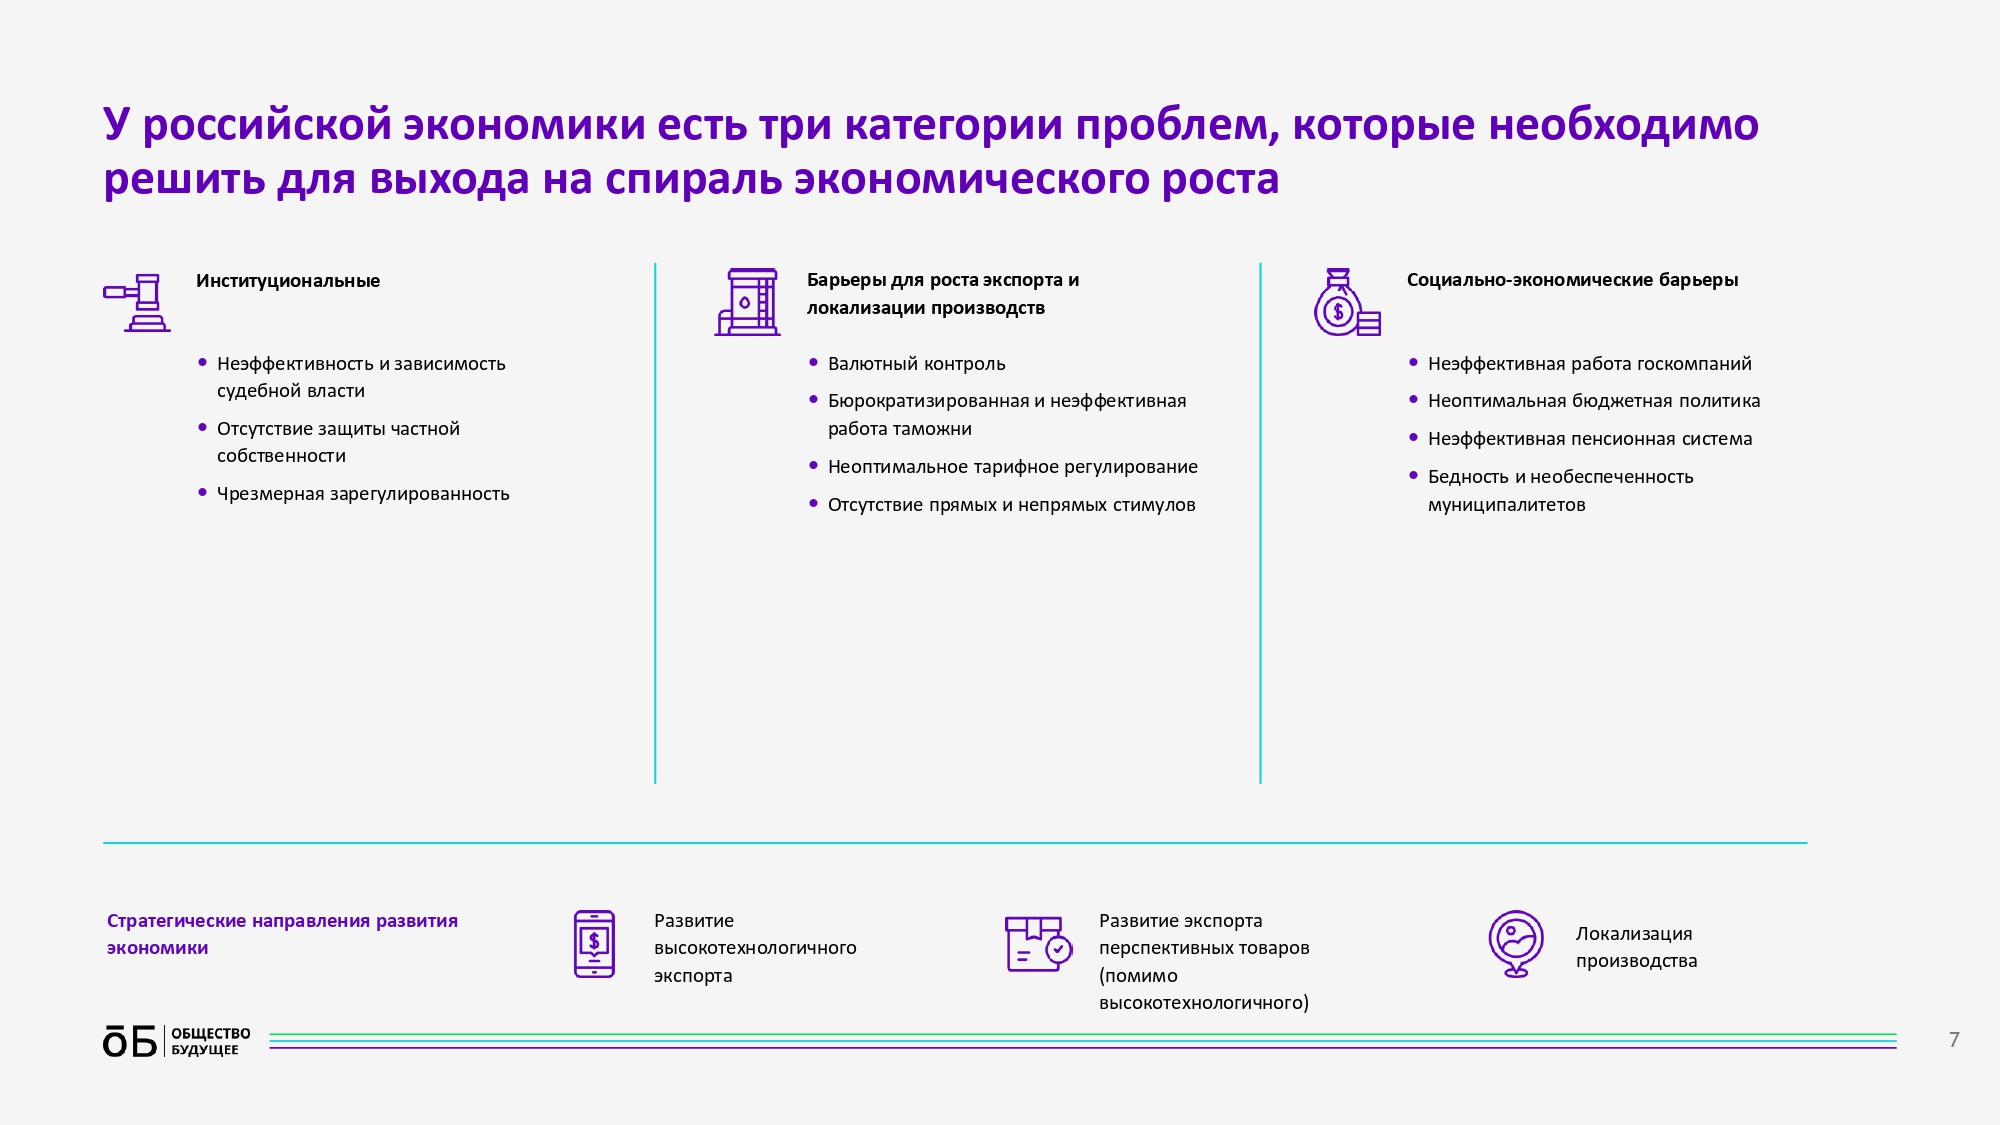 У российской экономики есть три категории проблем, которые необходимо
решить для выхода на спираль экономического роста
Институциональные
Неэффективность и зависимость
судебной власти
Отсутствие защиты частной
собственности
Чрезмерная зарегулированность
Барьеры для роста экспорта и
локализации производств
Валютный контроль
Бюрократизированная и неэффективная
работа таможни
Неоптимальное тарифное регулирование
Отсутствие прямых и непрямых стимулов
Социально-экономические барьеры
Неэффективная работа госкомпаний
Неоптимальная бюджетная политика
Неэффективная пенсионная система
Бедность и необеспеченность
муниципалитетов
Стратегические направления развития
экономики
Развитие
высокотехнологичного
экспорта
Развитие экспорта
перспективных товаров
(помимо
высокотехнологичного)
Локализация
производства
ōБ
ОБЩЕСТВО
БУДУЩЕЕ
7